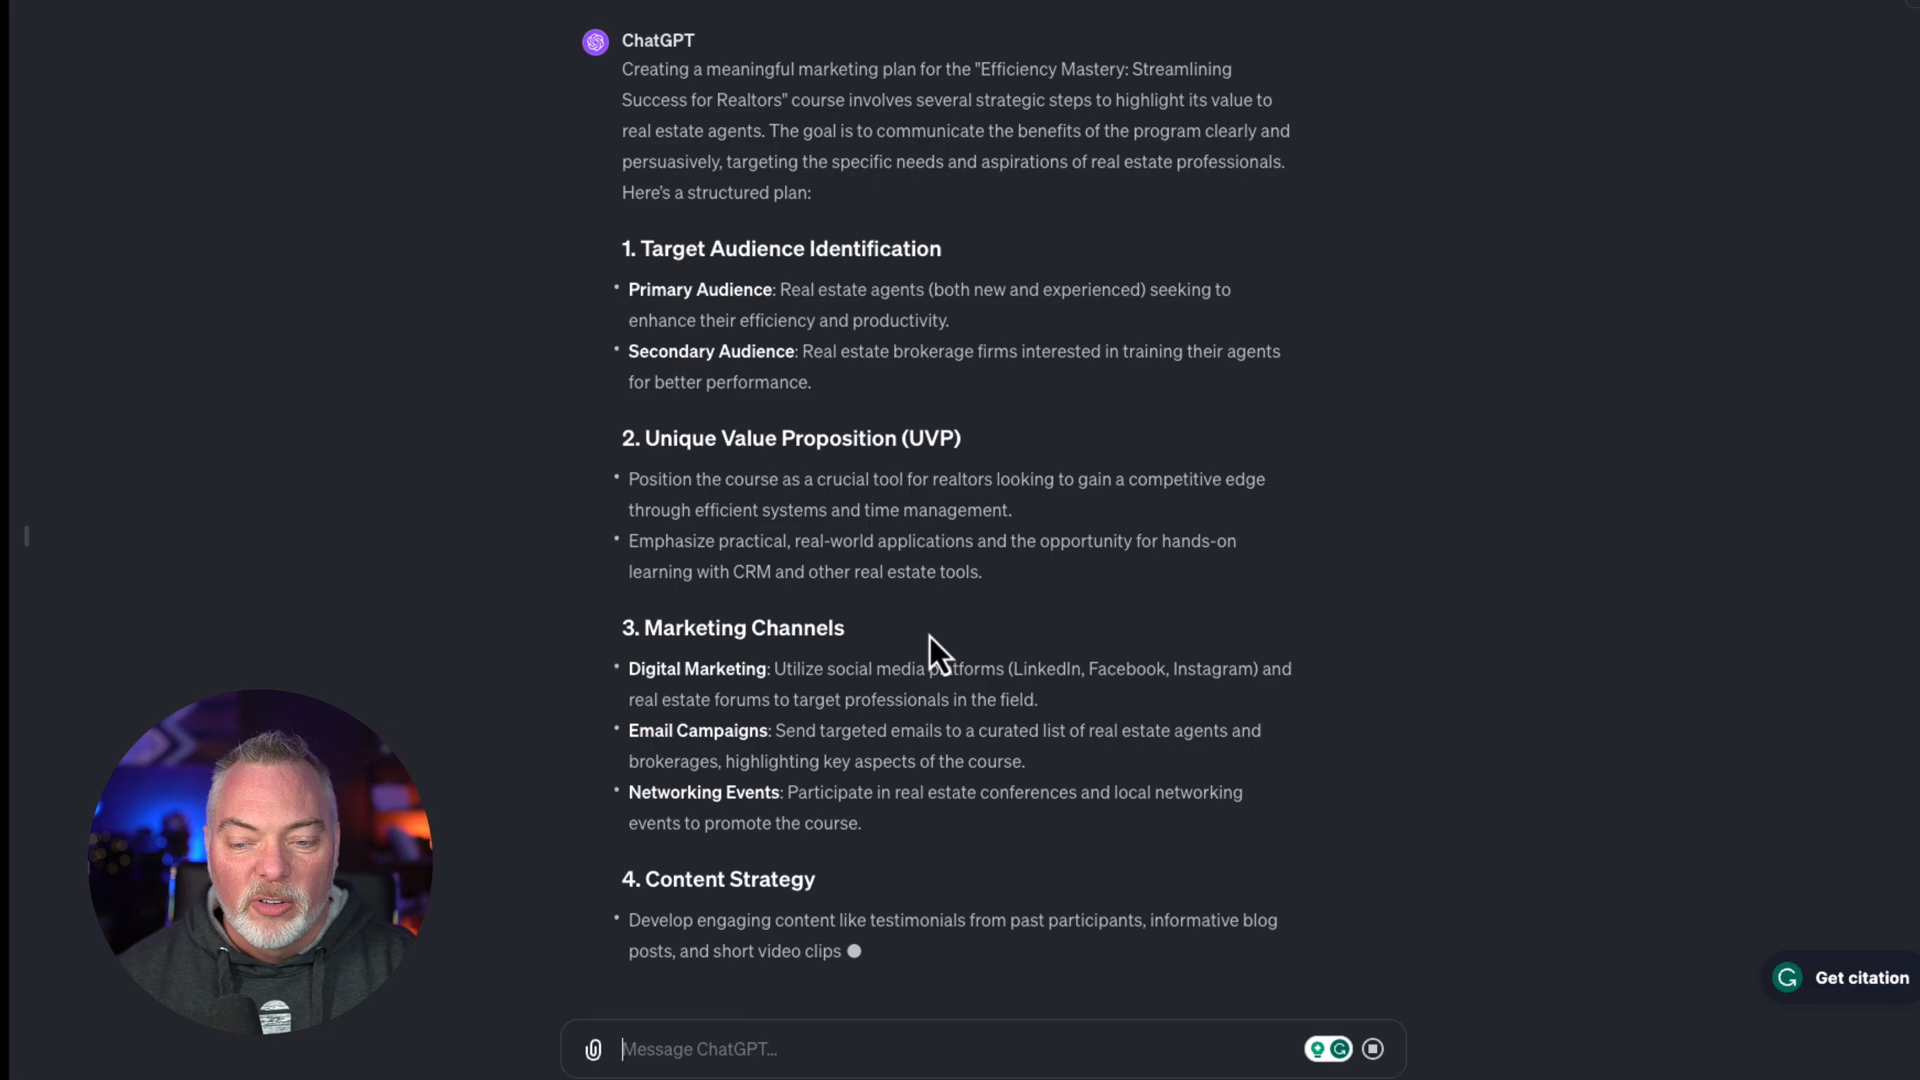 ChatGPT
Creating a meaningful marketing plan for the "Efficiency Mastery: Streamlining
Success for Realtors" course involves several strategic steps to highlight its value to
real estate agents. The goal is to communicate the benefits of the program clearly and
persuasively, targeting the specific needs and aspirations of real estate professionals.
Here's a structured plan:
1. Target Audience Identification
• Primary Audience: Real estate agents (both new and experienced) seeking to
enhance their efficiency and productivity.
• Secondary Audience: Real estate brokerage firms interested in training their agents
for better performance.
2. Unique Value Proposition (UVP)
• Position the course as a crucial tool for realtors looking to gain a competitive edge
through efficient systems and time management.
• Emphasize practical, real-world applications and the opportunity for hands-on
learning with CRM and other real estate tools.
3. Marketing Channels
• Digital Marketing: Utilize social media platforms (LinkedIn, Facebook, Instagram) and
real estate forums to target professionals in the field.
• Email Campaigns: Send targeted emails to a curated list of real estate agents and
brokerages, highlighting key aspects of the course.
• Networking Events: Participate in real estate conferences and local networking
events to promote the course.
4. Content Strategy
• Develop engaging content like testimonials from past participants, informative blog
posts, and short video clips
Get citation
Message ChatGPT...